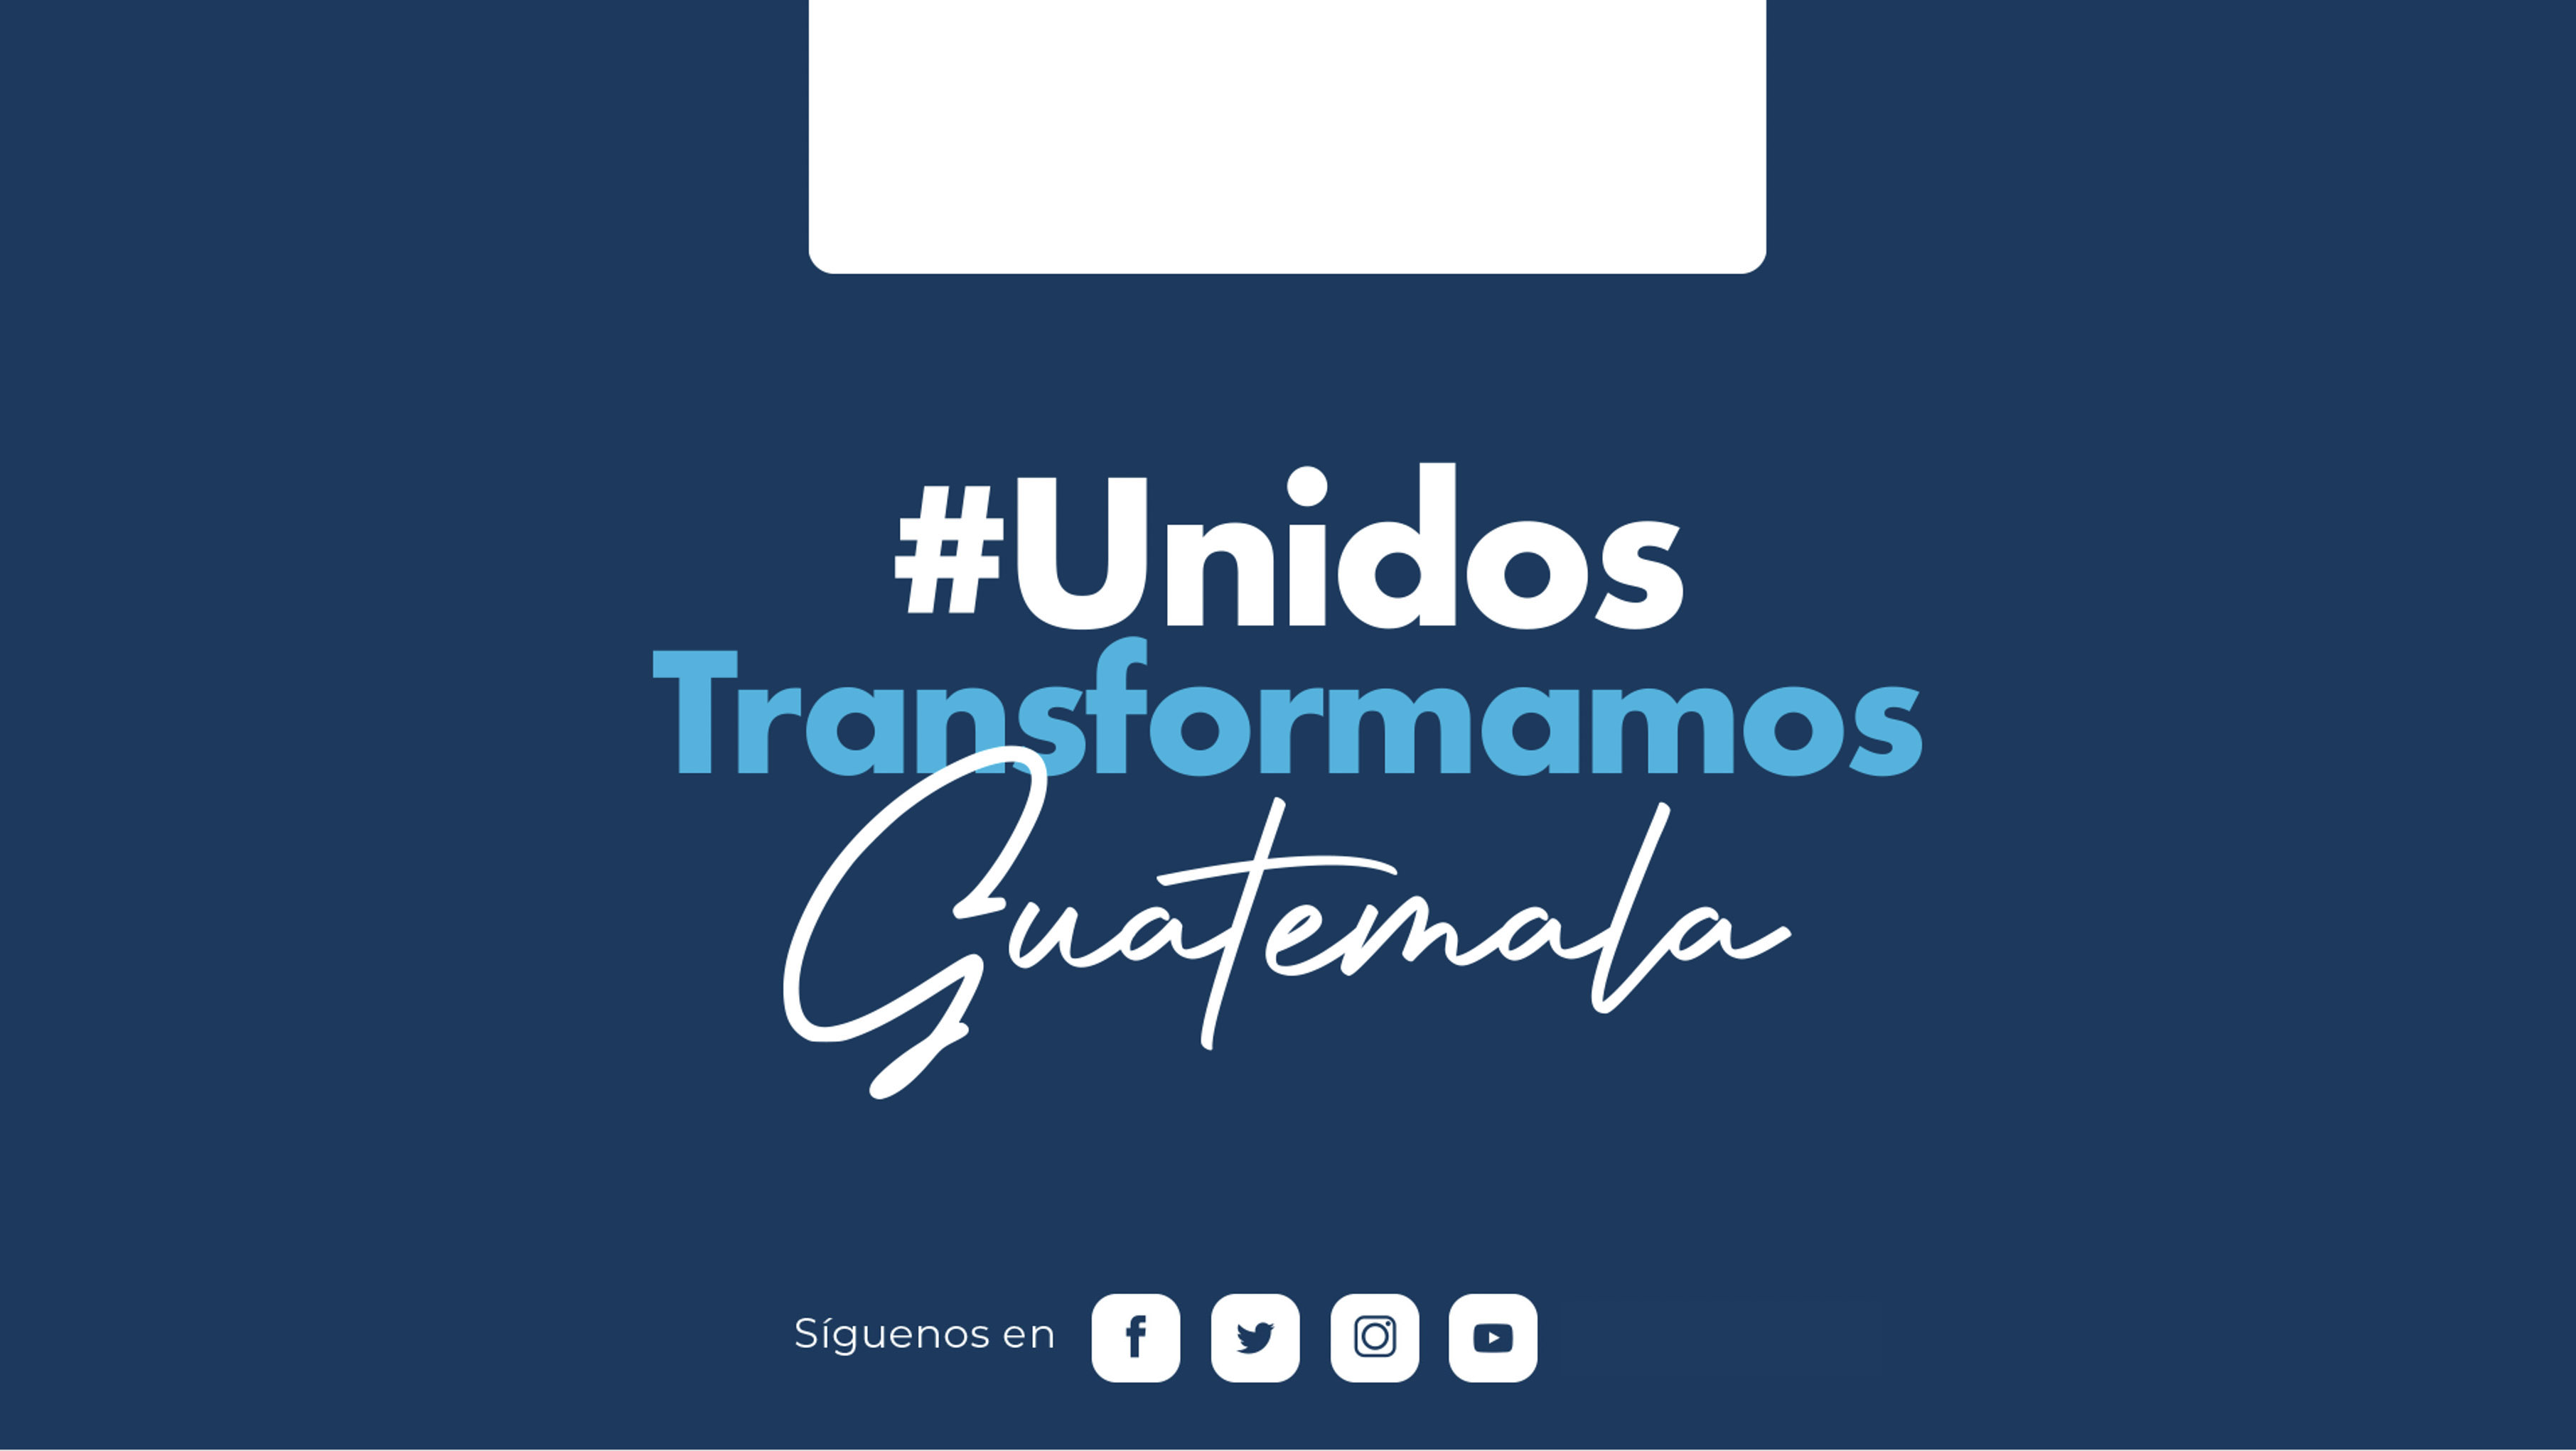 #Unidos
Transformamos
Guatemala
Síguenos en